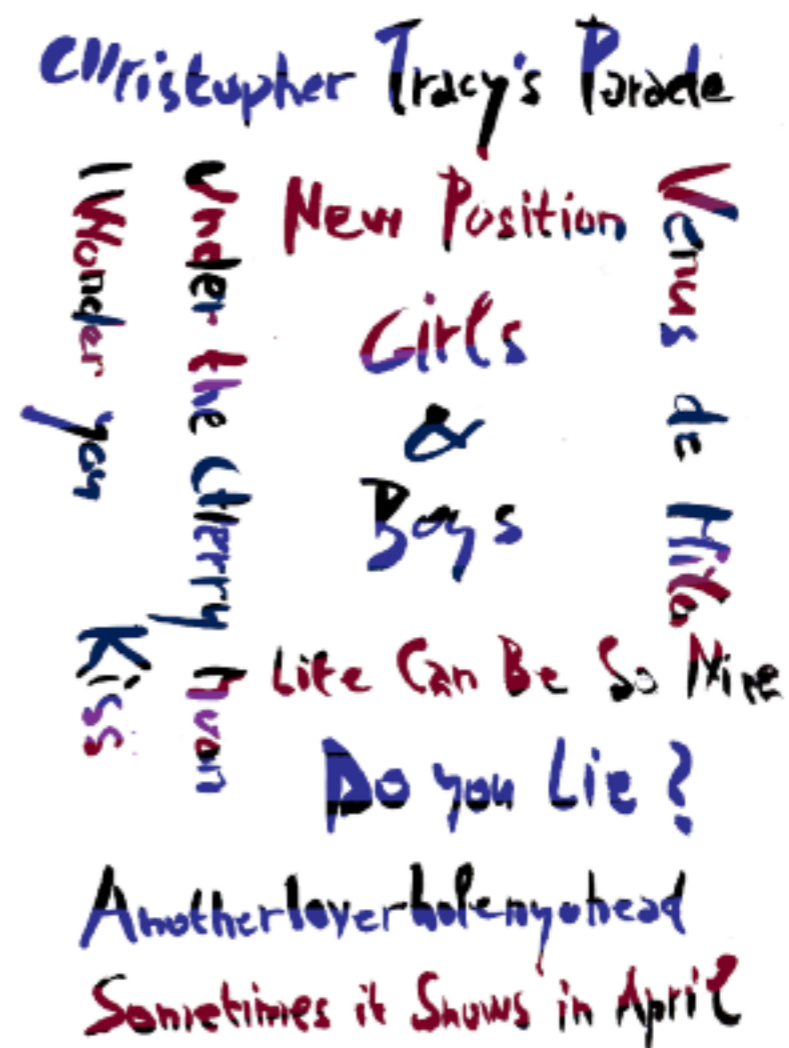 Christopher Tracy's Parade
New Position
Girls
&
Boys
Life Can Be So Nice
Do you Lie?
Anotherloverholenyohead
Sometimes it Snows in April
I Wonder you
Kiss
Under the Cherry Moon
Venus de Milo